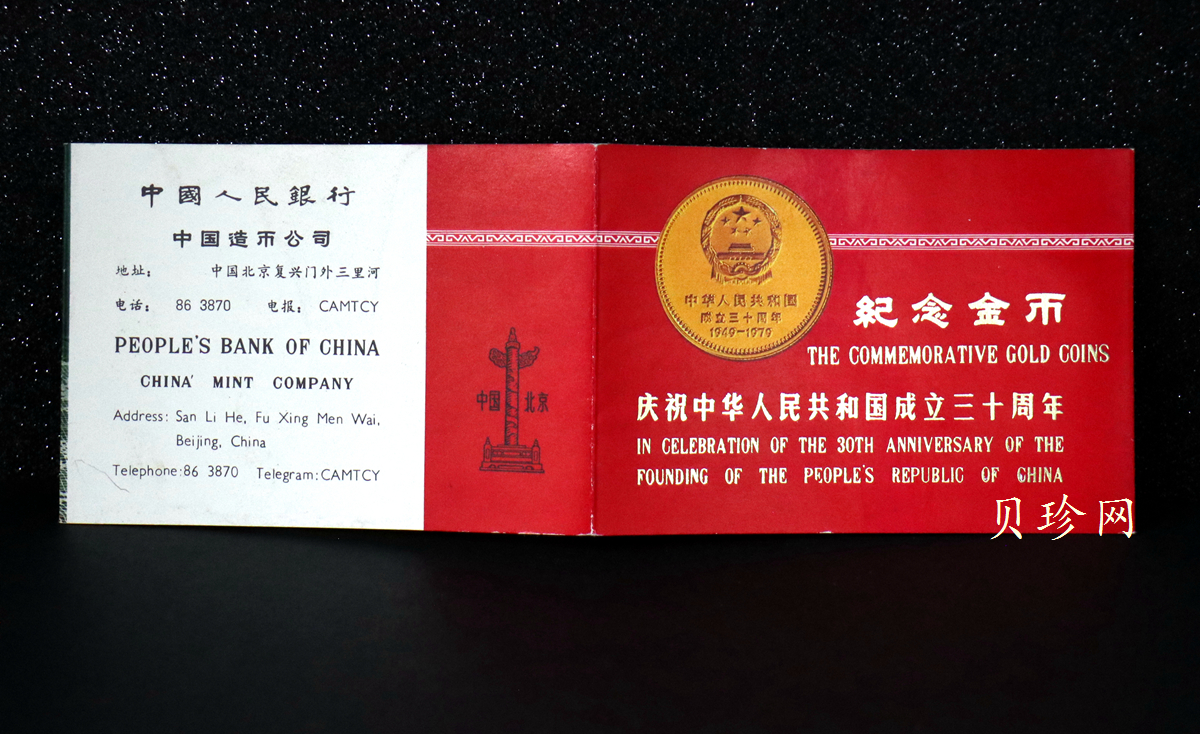 中國人民銀行
中国造币公司
地址： 中国北京复兴门外三里河
电话： 86 3870 电报： CAMTCY
PEOPLE'S BANK OF CHINA
CHINA' MINT COMPANY
Address: San Li He, Fu Xing Men Wai,
Beijing, China
Telephone:86 3870 Telegram:CAMTCY
中国 北京
中华人民共和国
成立三十周年
1949-1979
紀念金币
THE COMMEMORATIVE GOLD COINS
庆祝中华人民共和国成立三十周年
IN CELEBRATION OF THE 30TH ANNIVERSARY OF THE
FOUNDING OF THE PEOPLE'S REPUBLIC OF CHINA
贝珍网